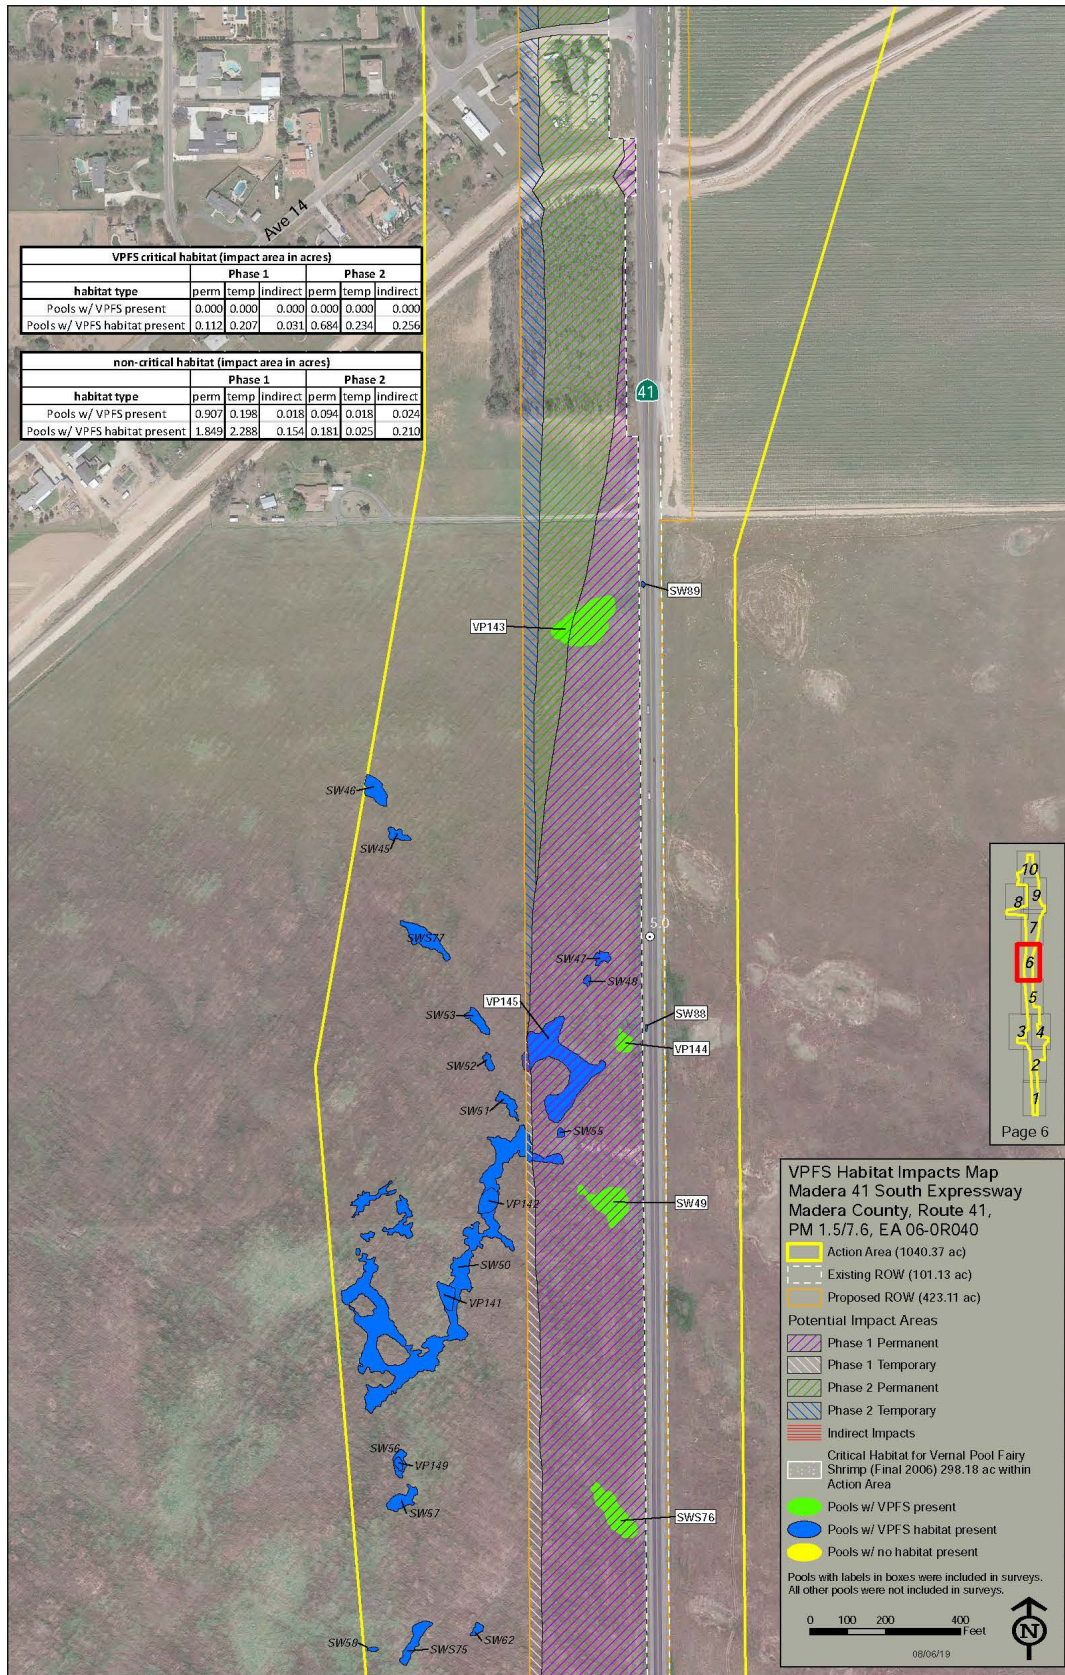 Ave 14
VPFS critical habitat (impact area in acres)
Phase 1 Phase 2
habitat type perm temp indirect perm temp indirect
Pools w/ VPFS present 0.000 0.000 0.000 0.000 0.000 0.000
Pools w/ VPFS habitat present 0.112 0.207 0.031 0.684 0.234 0.256
non-critical habitat (impact area in acres)
Phase 1 Phase 2
habitat type perm temp indirect perm temp indirect
Pools w/ VPFS present 0.907 0.198 0.018 0.094 0.018 0.024
Pools w/ VPFS habitat present 1.849 2.288 0.154 0.181 0.025 0.210
41
SW89
VP143
SW46
SW45
SWS77
5.0
SW47
SW48
VP145
SW53
SW88
VP144
SW52
SW51
SW55
VP142
SW49
SW50
VP141
SW56
VP149
SW57
SWS76
SW58
SWS75
SW62
10
9
8
7
6
5
3
4
2
1
Page 6
VPFS Habitat Impacts Map
Madera 41 South Expressway
Madera County, Route 41,
PM 1.5/7.6, EA 06-0R040
Action Area (1040.37 ac)
Existing ROW (101.13 ac)
Proposed ROW (423.11 ac)
Potential Impact Areas
Phase 1 Permanent
Phase 1 Temporary
Phase 2 Permanent
Phase 2 Temporary
Indirect Impacts
Critical Habitat for Vernal Pool Fairy
Shrimp (Final 2006) 298.18 ac within
Action Area
Pools w/ VPFS present
Pools w/ VPFS habitat present
Pools w/ no habitat present
Pools with labels in boxes were included in surveys.
All other pools were not included in surveys.
0 100 200 400
Feet
N
08/06/19